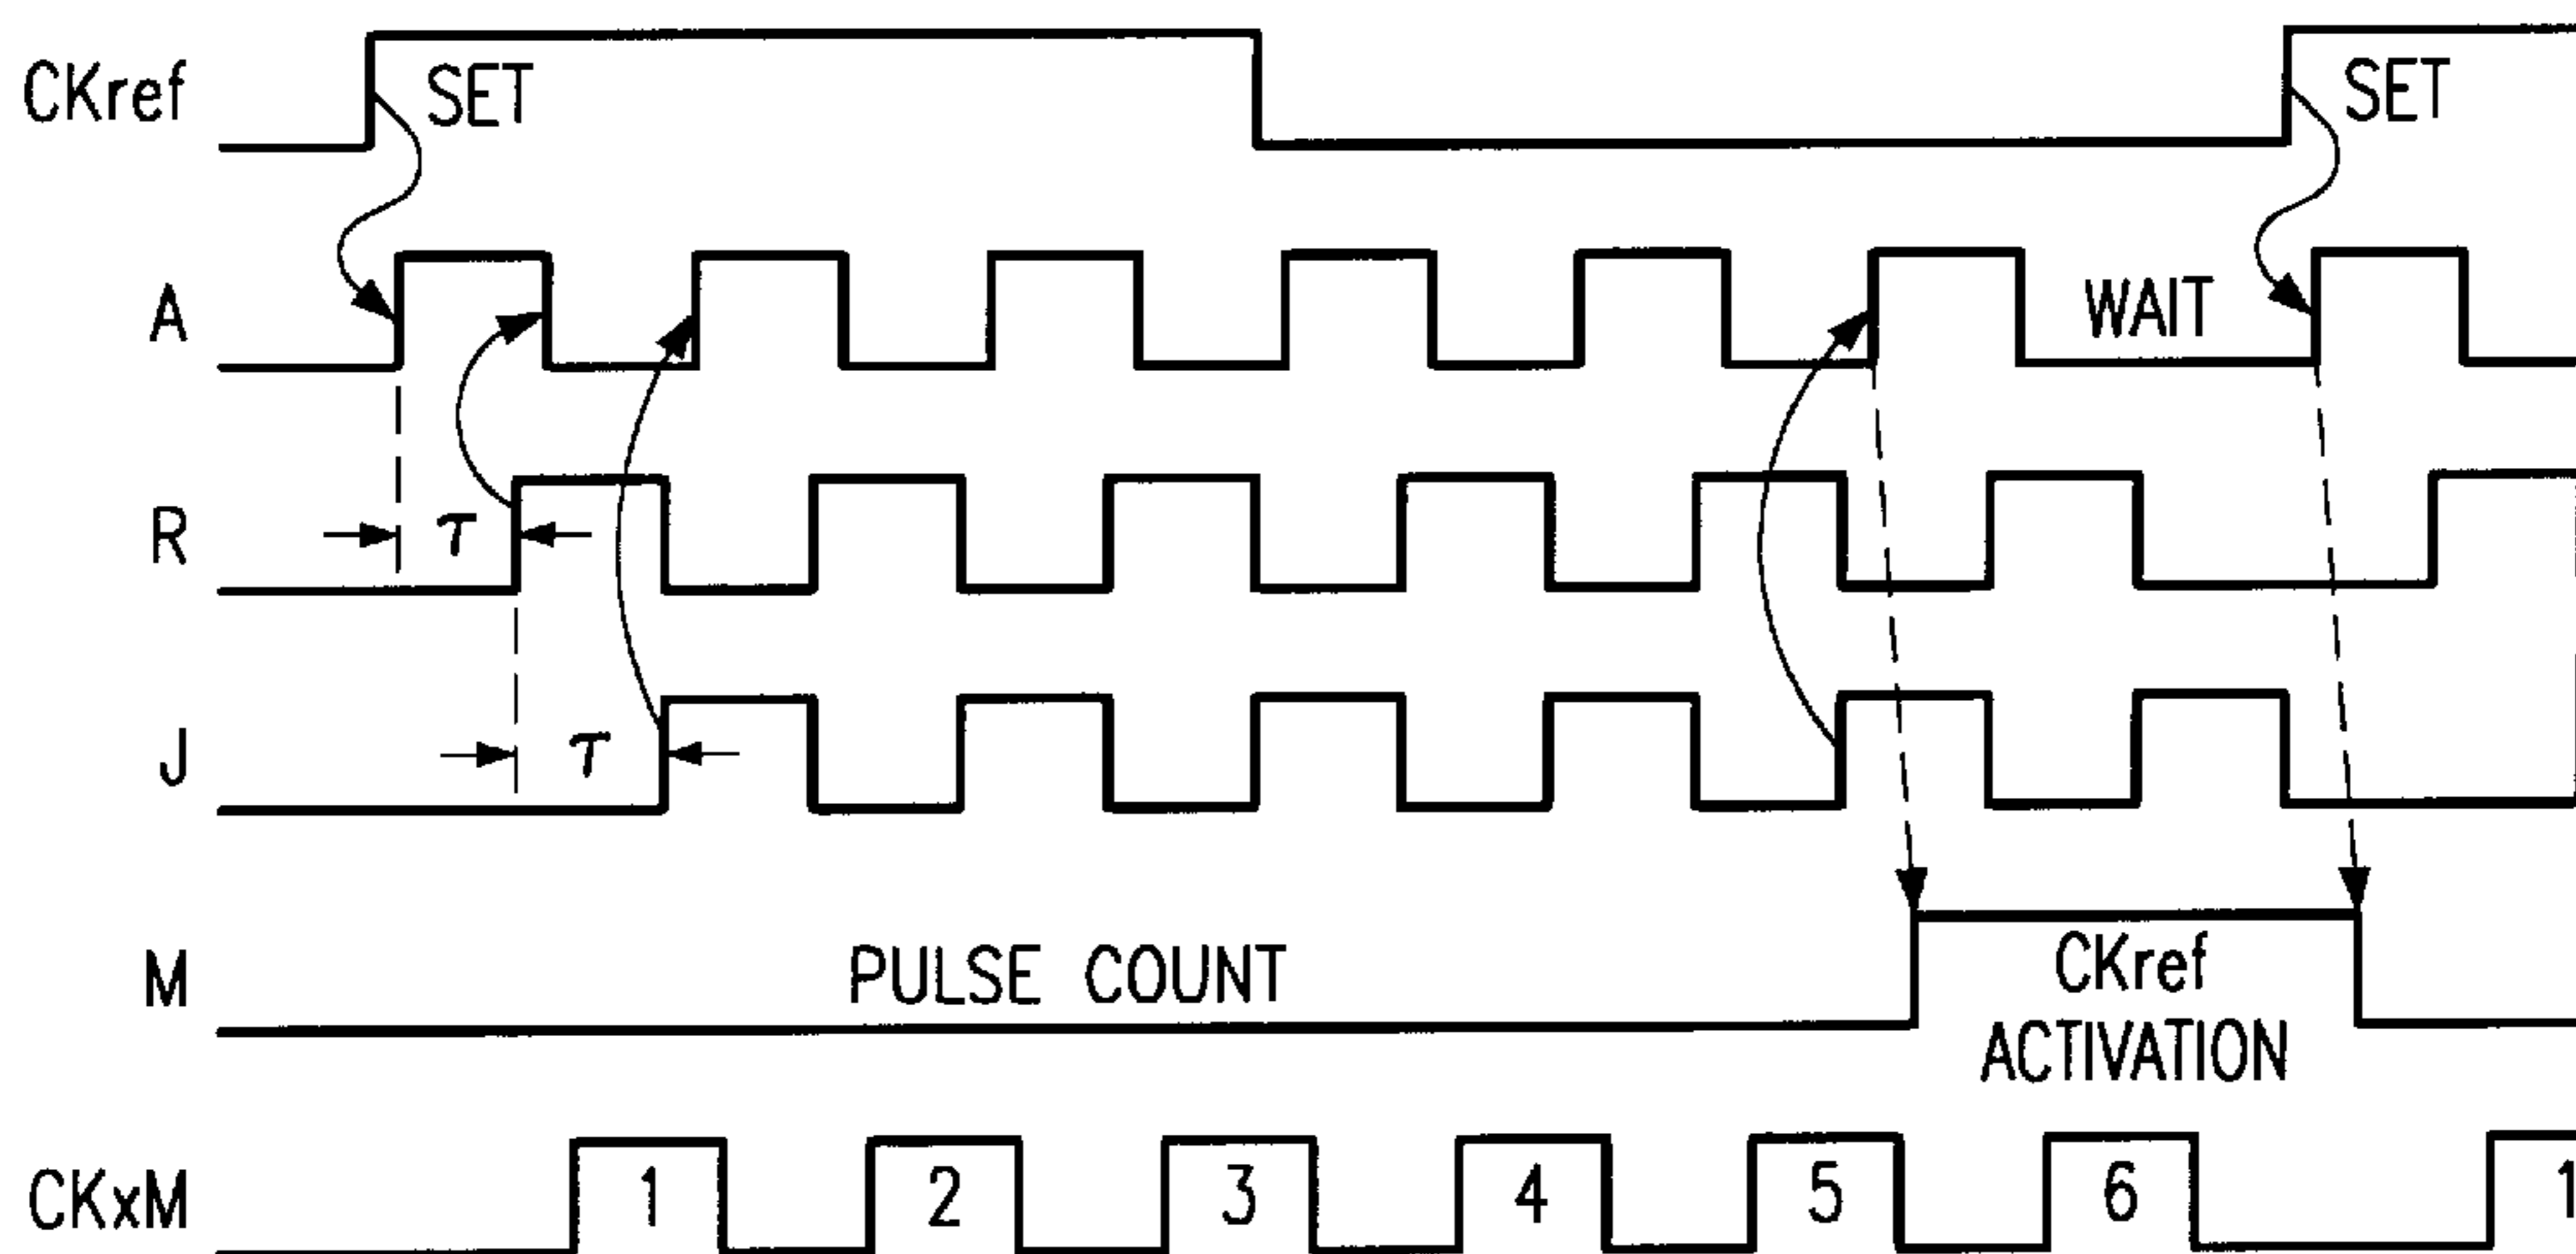 CKref SET SET
A WAIT
R τ
J τ
M PULSE COUNT CKref
ACTIVATION
CKxM 1 2 3 4 5 6 1